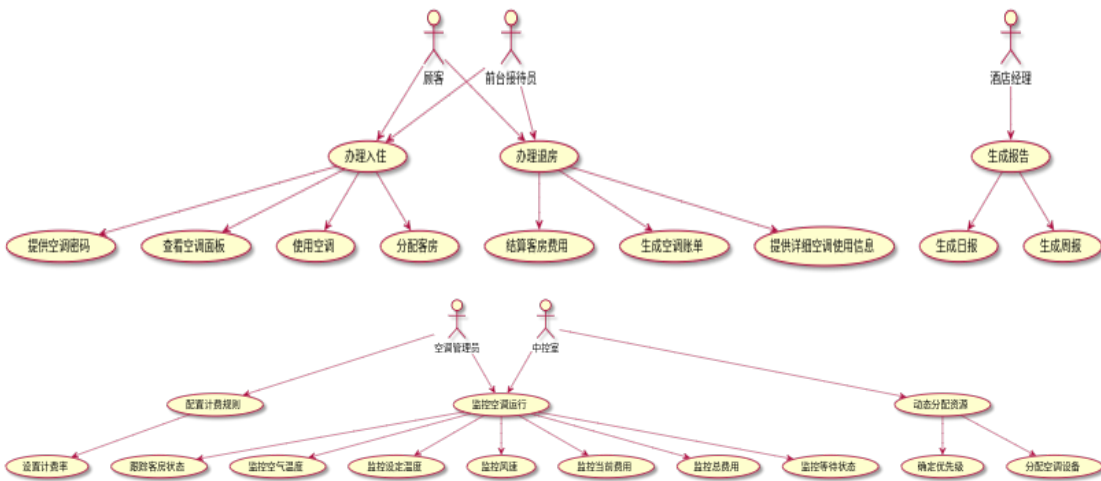 顾客
前台接待员
酒店经理
办理入住
办理退房
生成报告
提供空调密码
查看空调面板
使用空调
分配客房
结算客房费用
生成空调账单
提供详细空调使用信息
生成日报
生成周报
空调管理员
中控室
配置计费规则
监控空调运行
动态分配资源
设置计费率
跟踪客房状态
监控空气温度
监控设定温度
监控风速
监控当前费用
监控总费用
监控等待状态
确定优先级
分配空调设备